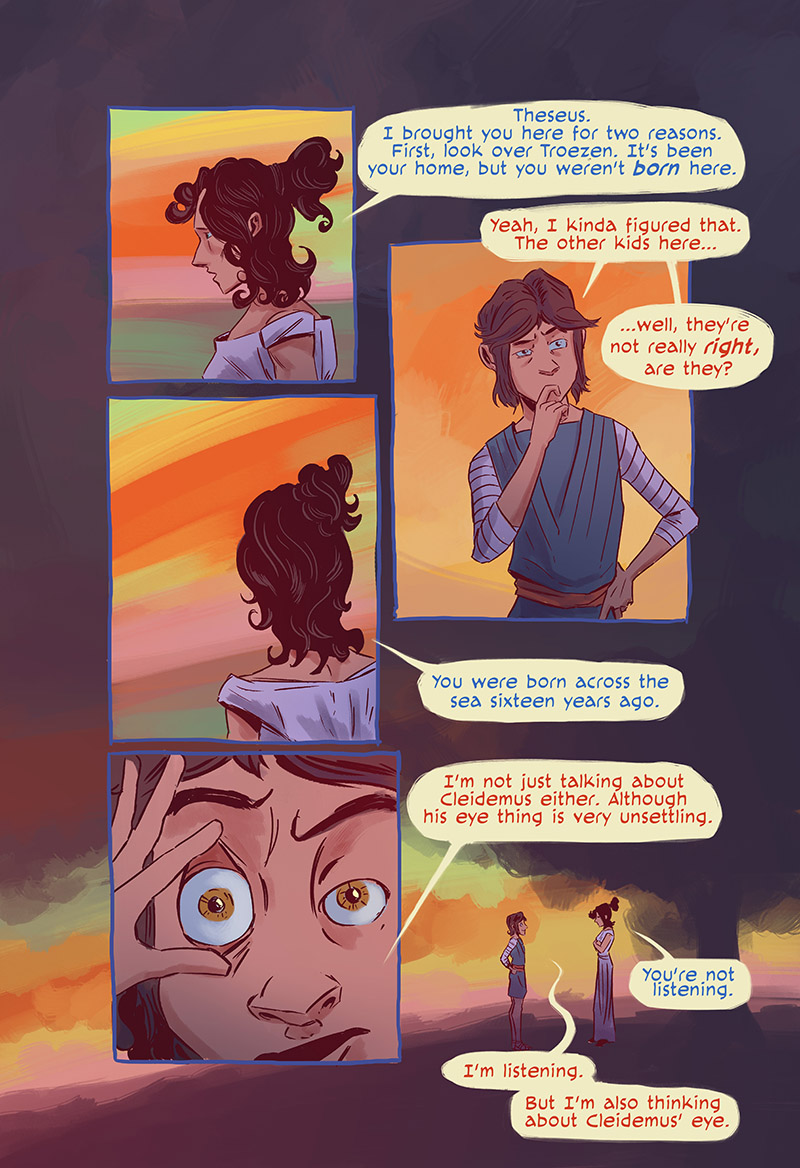 Theseus.
I brought you here for two reasons.
First, look over Troezen. It's been
your home, but you weren't born here.
Yeah, I kinda figured that.
The other kids here...
...well, they're
not really right,
are they?
You were born across the
sea sixteen years ago.
I'm not just talking about
Cleidemus either. Although
his eye thing is very unsettling.
You're not
listening.
I'm listening.
But I'm also thinking
about Cleidemus' eye.